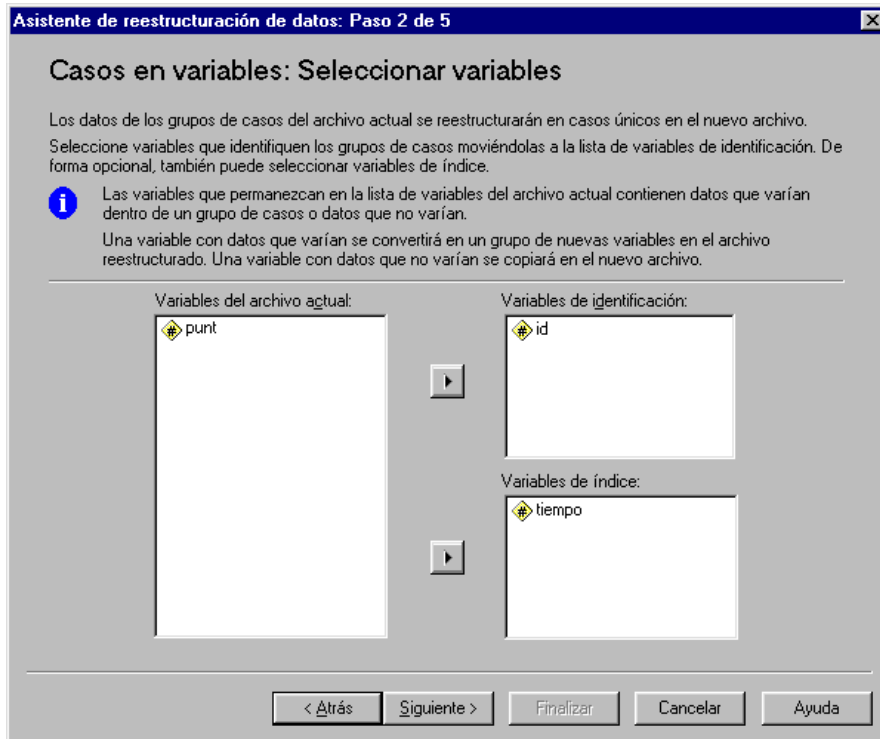 Asistente de reestructuración de datos: Paso 2 de 5
Casos en variables: Seleccionar variables
Los datos de los grupos de casos del archivo actual se reestructurarán en casos únicos en el nuevo archivo.
Seleccione variables que identifiquen los grupos de casos moviéndolas a la lista de variables de identificación. De
forma opcional, también puede seleccionar variables de índice.
Las variables que permanezcan en la lista de variables del archivo actual contienen datos que varían
dentro de un grupo de casos o datos que no varían.
Una variable con datos que varían se convertirá en un grupo de nuevas variables en el archivo
reestructurado. Una variable con datos que no varían se copiará en el nuevo archivo.
Variables del archivo actual:
# punt
Variables de identificación:
# id
Variables de índice:
# tiempo
< Atrás Siguiente > Finalizar Cancelar Ayuda